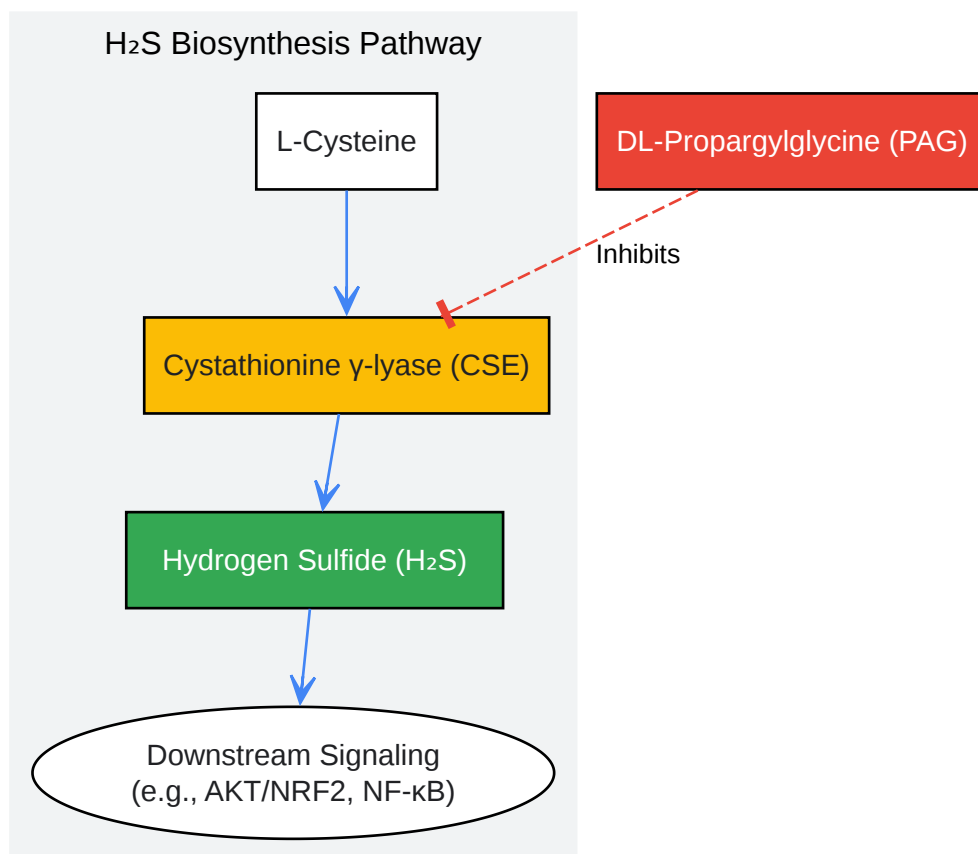 H₂S Biosynthesis Pathway
L-Cysteine
DL-Propargylglycine (PAG)
Inhibits
Cystathionine γ-lyase (CSE)
Hydrogen Sulfide (H₂S)
Downstream Signaling
(e.g., AKT/NRF2, NF-κB)